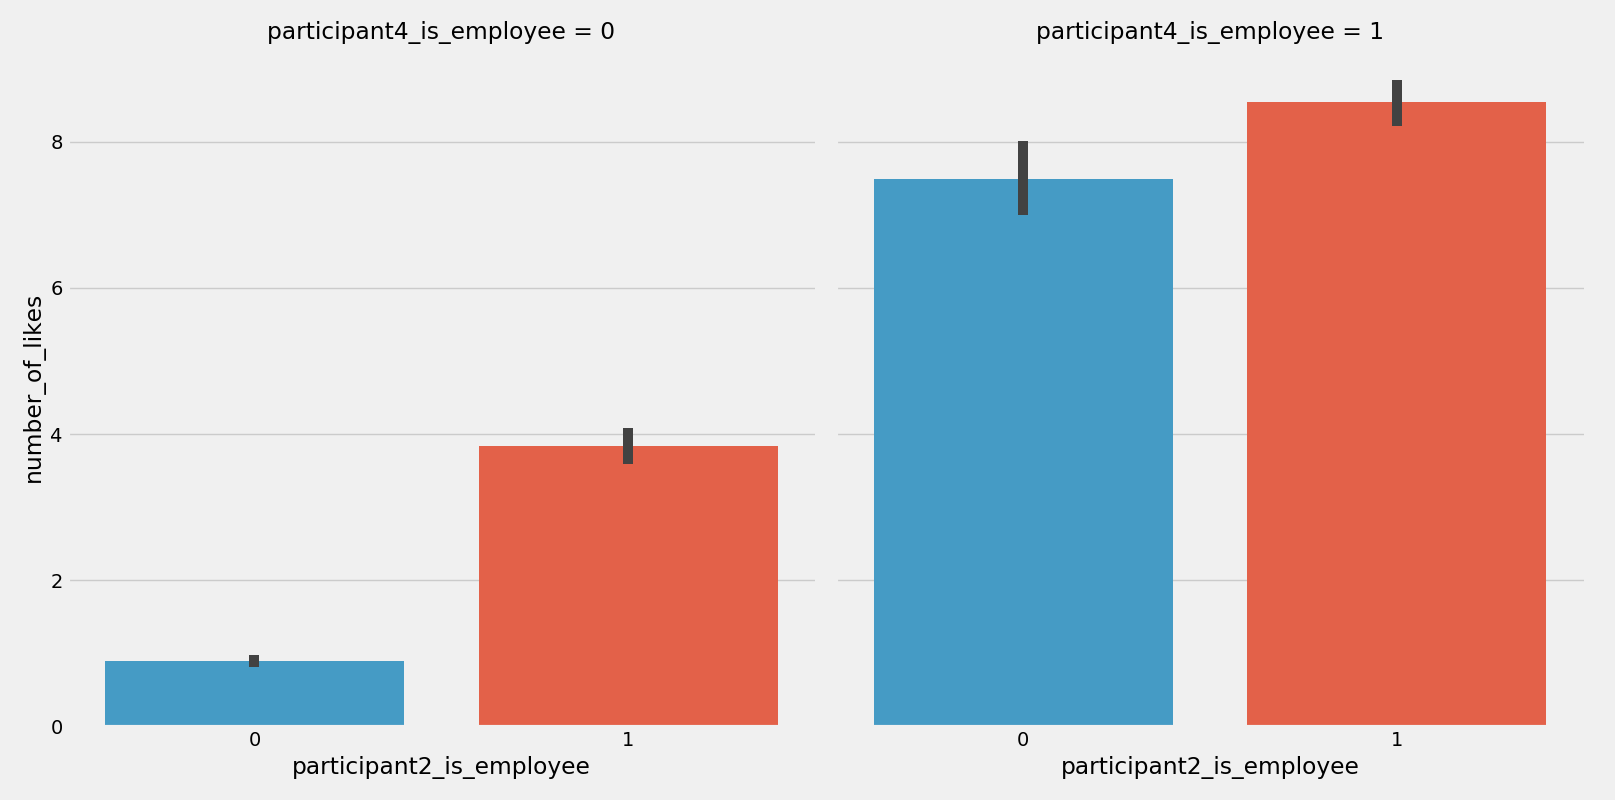 participant4_is_employee = 0
participant4_is_employee = 1
number_of_likes
8
6
4
2
0
0
1
0
1
participant2_is_employee
participant2_is_employee